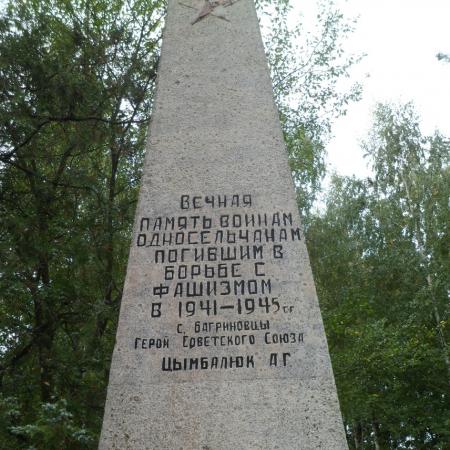 Вечная
память воинам
односельчанам
погибшим в
борьбе с
фашизмом
в 1941–1945 гг
с. Багриновцы
Герой Советского Союза
Цымбалюк А.Г